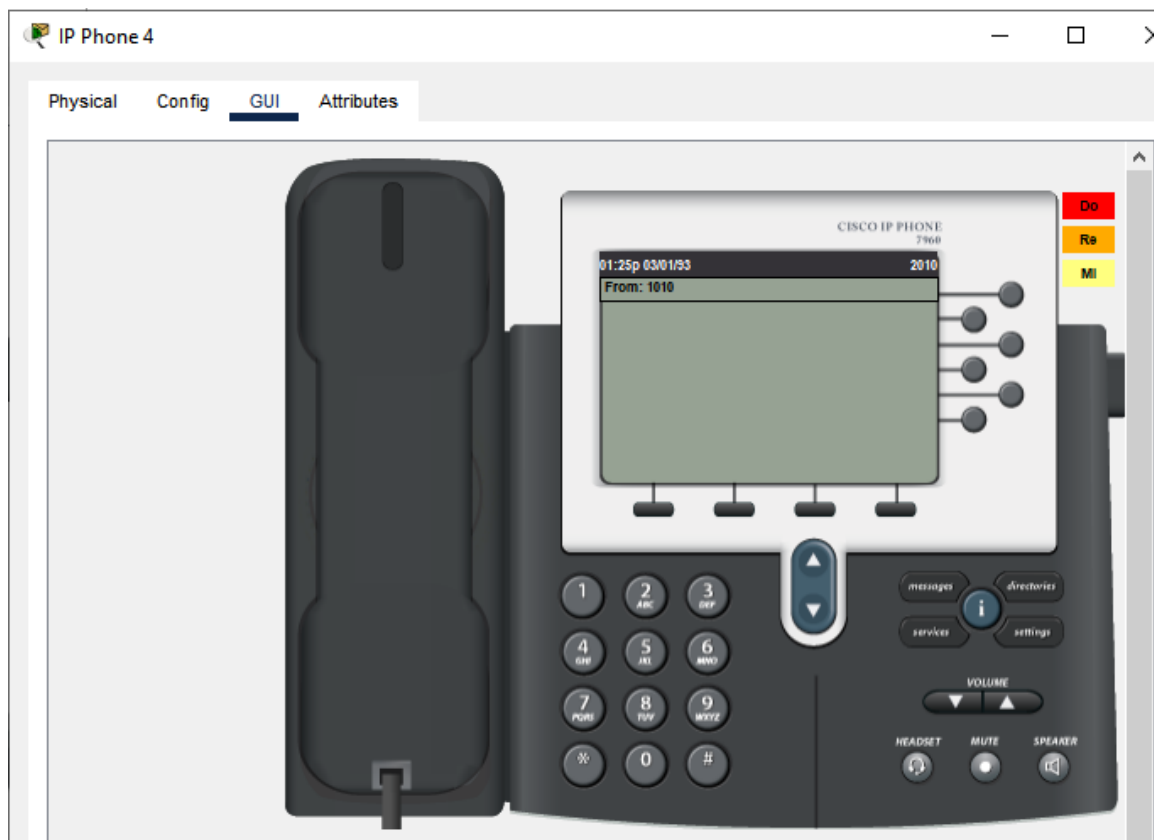 IP Phone 4
Physical Config GUI Attributes
CISCO IP PHONE
7960
01:25p 03/01/93 2010
From: 1010
Do
Re
MI
1
2 ABC
3 DEF
4 GHI
5 JKL
6 MNO
7 PQRS
8 TUV
9 WXYZ
*
0
#
messages
directories
i
services
settings
VOLUME
HEADSET MUTE SPEAKER